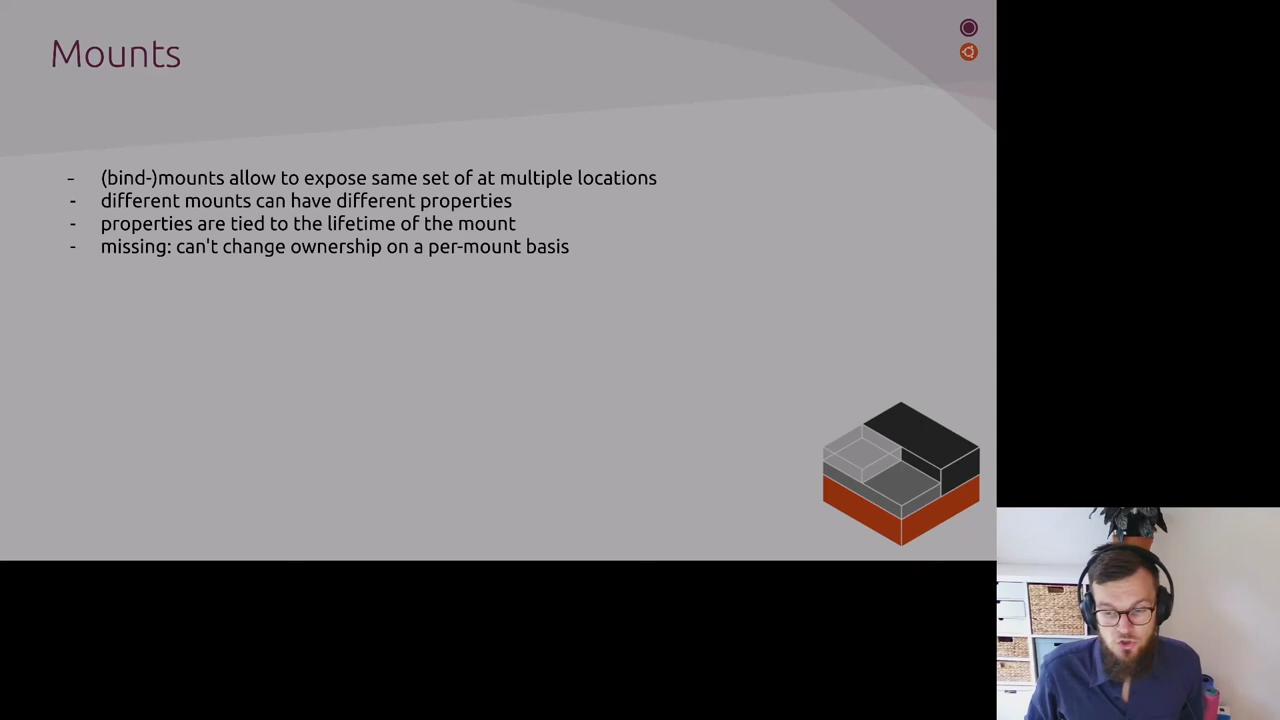 Mounts
- (bind-)mounts allow to expose same set of at multiple locations
- different mounts can have different properties
- properties are tied to the lifetime of the mount
- missing: can't change ownership on a per-mount basis